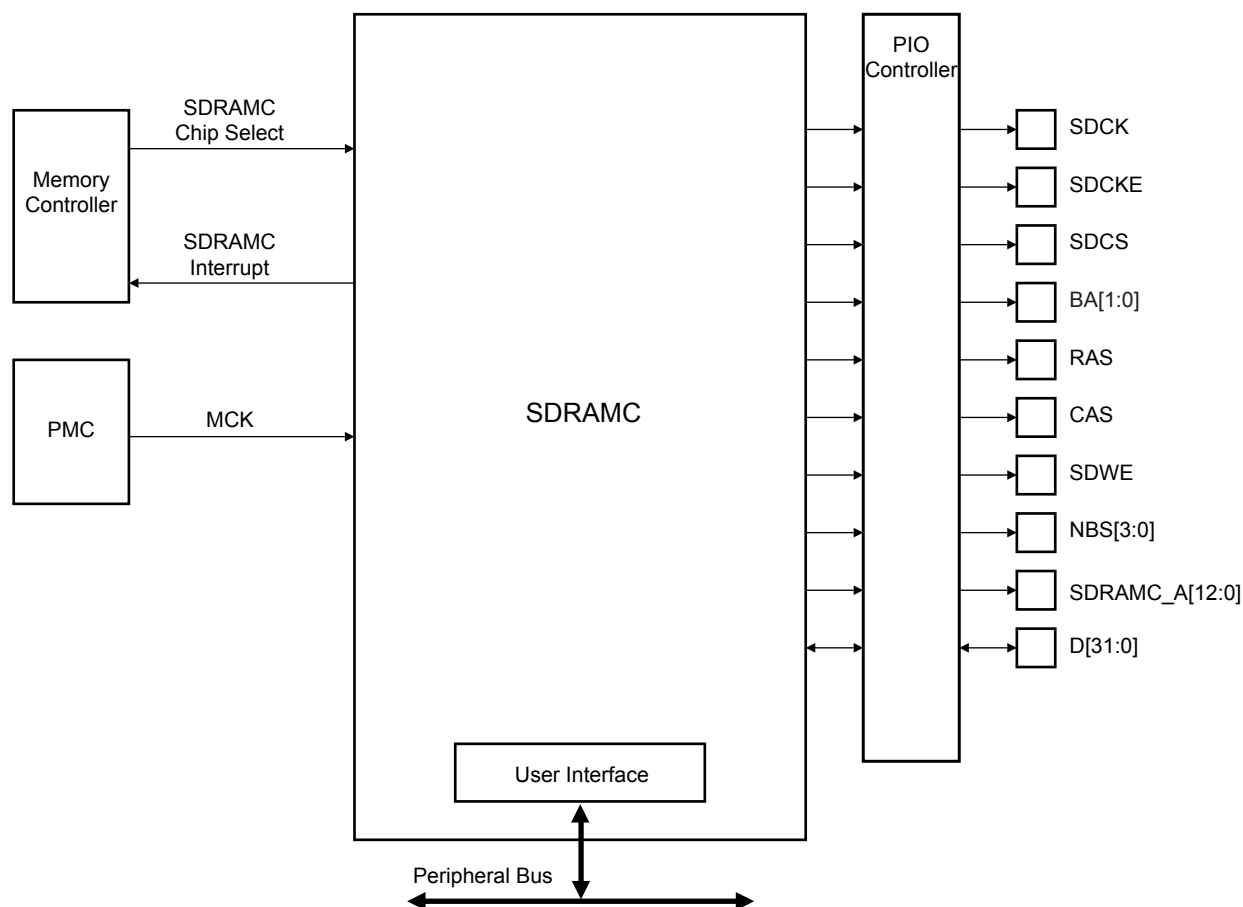 PIO
Controller
SDRAMC
Chip Select
SDCK
Memory
Controller
SDCKE
SDRAMC
Interrupt
SDCS
BA[1:0]
RAS
PMC
MCK
SDRAMC
CAS
SDWE
NBS[3:0]
SDRAMC_A[12:0]
D[31:0]
User Interface
Peripheral Bus